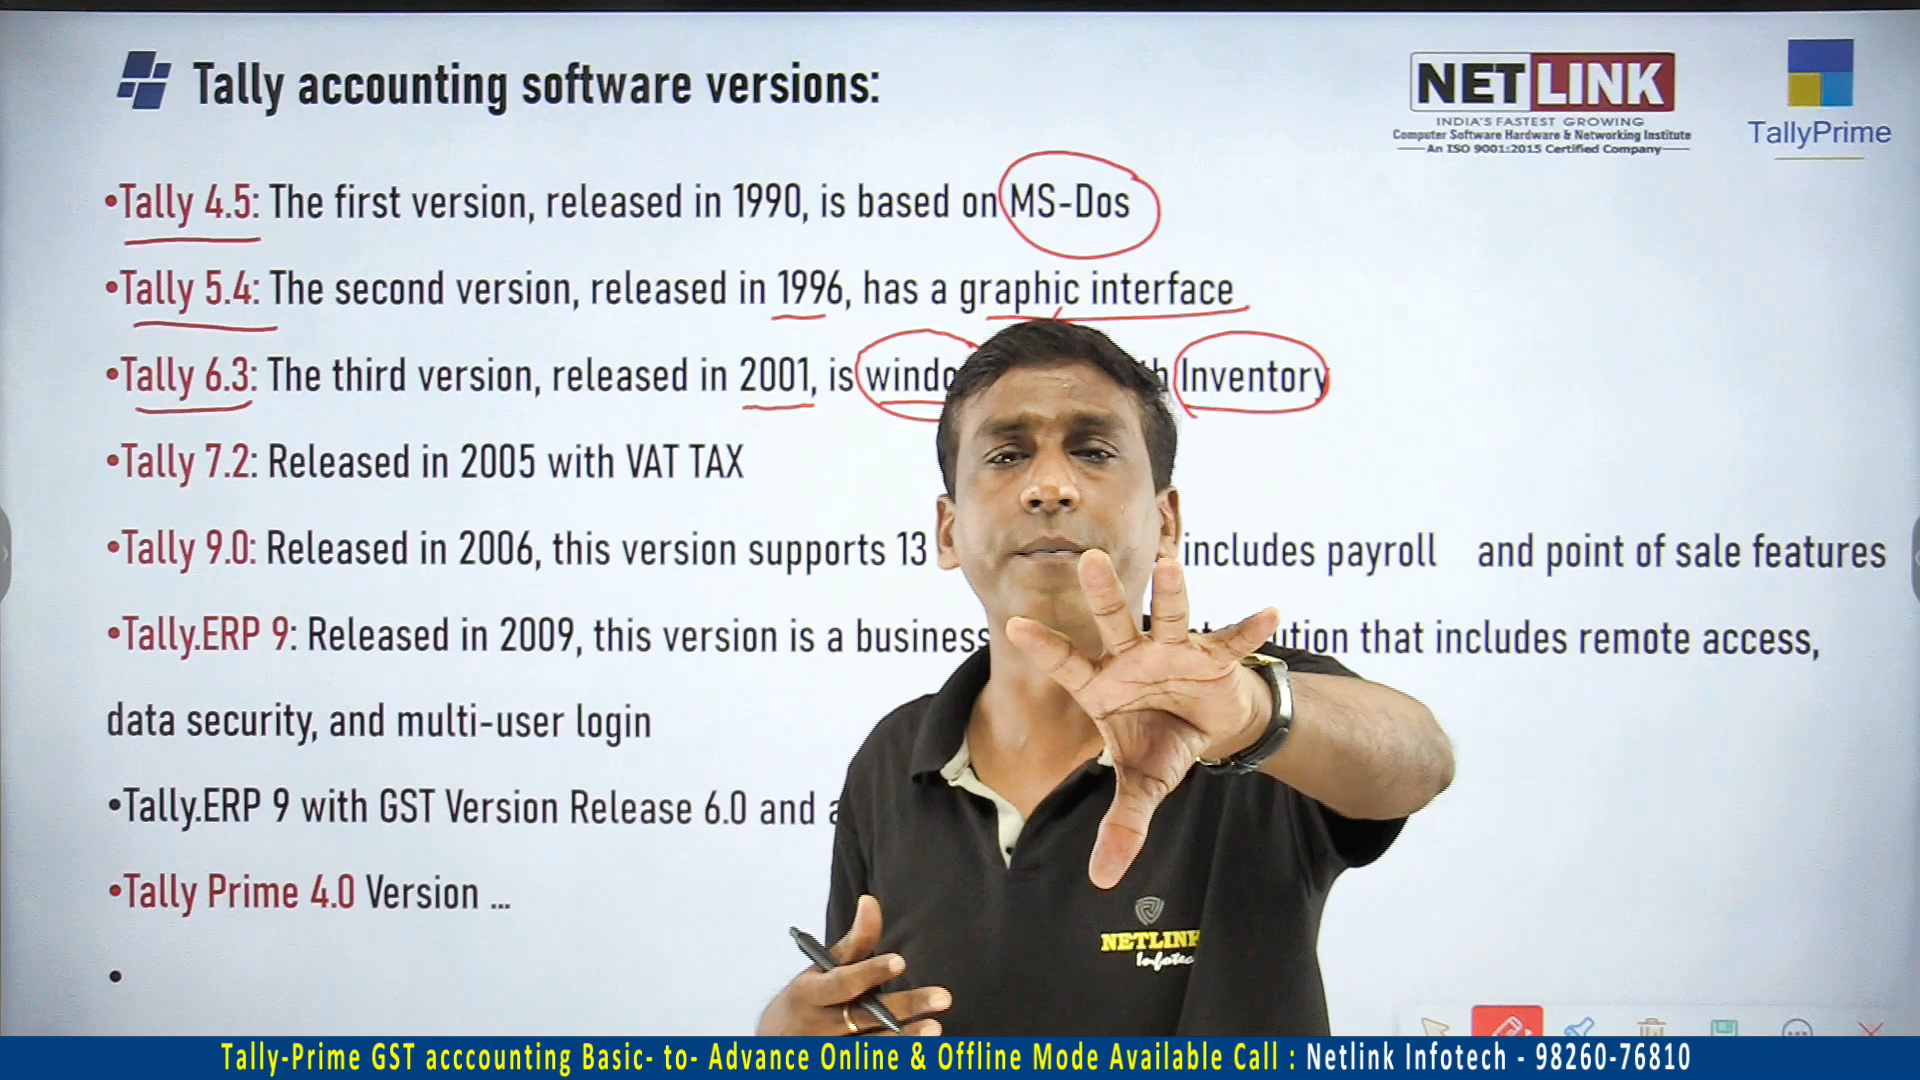 Tally accounting software versions:
NETLINK
INDIA'S FASTEST GROWING
Computer Software Hardware & Networking Institute
An ISO 9001:2015 Certified Company
TallyPrime
•Tally 4.5: The first version, released in 1990, is based on MS-Dos
•Tally 5.4: The second version, released in 1996, has a graphic interface
•Tally 6.3: The third version, released in 2001, is Inventory
•Tally 7.2: Released in 2005 with VAT TAX
•Tally 9.0: Released in 2006, this version supports 13 includes payroll and point of sale features
•Tally.ERP 9: Released in 2009, this version is a business that includes remote access,
data security, and multi-user login
•Tally.ERP 9 with GST Version Release 6.0 and
•Tally Prime 4.0 Version ...
•
NETLINK
Infotec
Tally-Prime GST acccounting Basic- to- Advance Online & Offline Mode Available Call : Netlink Infotech - 98260-76810